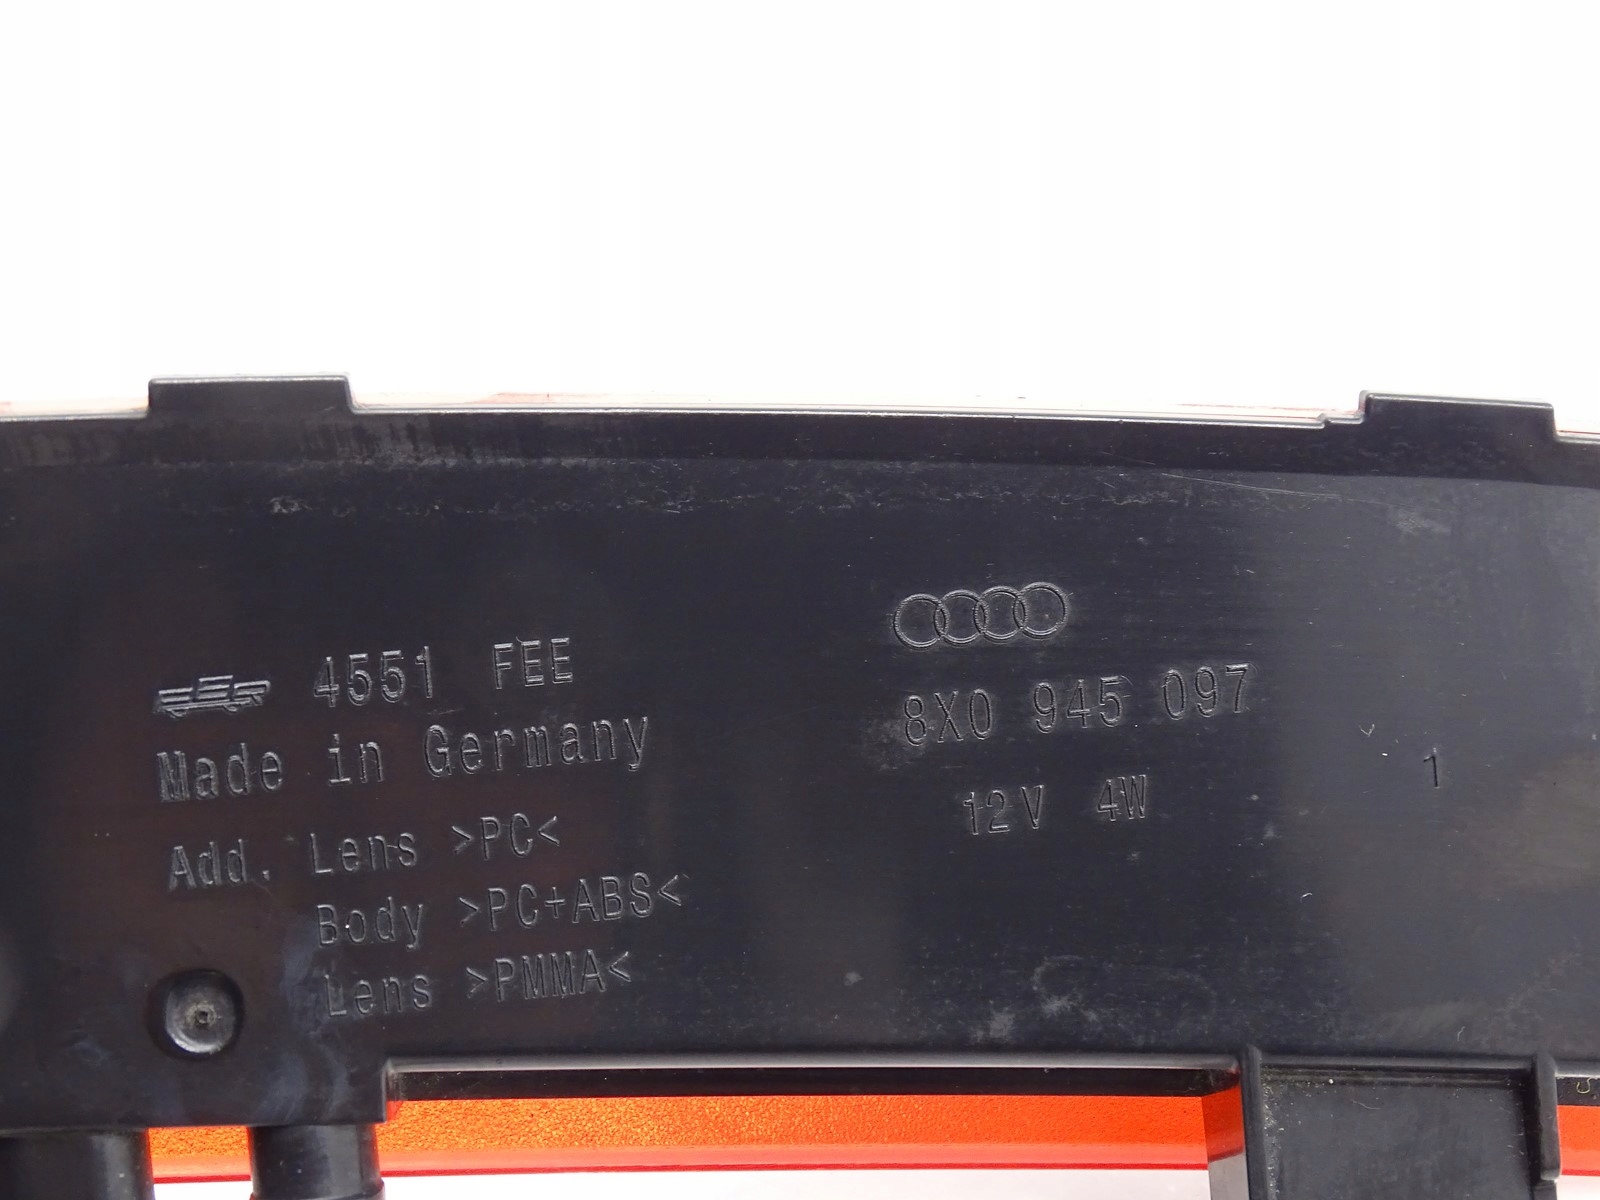 FER 4551 FEE
Made in Germany
Add. Lens >PC<
Body >PC+ABS<
Lens >PMMA<
8X0 945 097
12V 4W
1